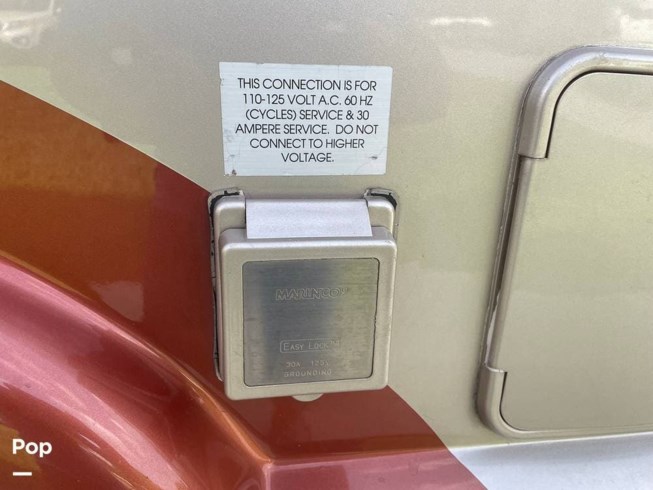 THIS CONNECTION IS FOR
110-125 VOLT A.C. 60 HZ
(CYCLES) SERVICE & 30
AMPERE SERVICE. DO NOT
CONNECT TO HIGHER
VOLTAGE.
MARINCO
EASY LOCK
30A 125V
GROUNDING
Pop